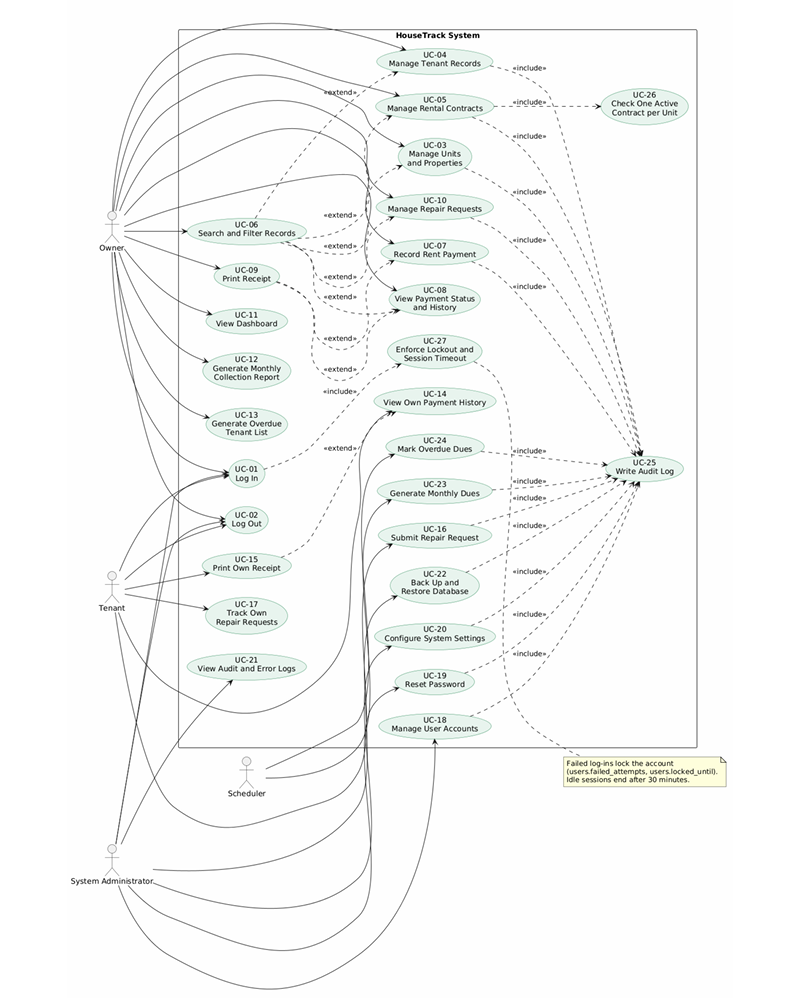 HouseTrack System
UC-04
Manage Tenant Records
«include»
«extend»
UC-05
Manage Rental Contracts
«include»
UC-26
Check One Active
Contract per Unit
«include»
UC-03
Manage Units
and Properties
«include»
UC-10
Manage Repair Requests
«extend»
«include»
Owner
UC-06
Search and Filter Records
«extend»
UC-07
Record Rent Payment
UC-09
Print Receipt
«extend»
«include»
«extend»
UC-08
View Payment Status
and History
UC-11
View Dashboard
«extend»
UC-27
Enforce Lockout and
Session Timeout
UC-12
Generate Monthly
Collection Report
«extend»
«include»
UC-14
View Own Payment History
UC-13
Generate Overdue
Tenant List
«extend»
UC-24
Mark Overdue Dues
«include»
UC-01
Log In
UC-25
Write Audit Log
UC-23
Generate Monthly Dues
«include»
«include»
UC-02
Log Out
UC-16
Submit Repair Request
«include»
UC-15
Print Own Receipt
UC-22
Back Up and
Restore Database
«include»
Tenant
UC-17
Track Own
Repair Requests
«include»
UC-20
Configure System Settings
«include»
UC-21
View Audit and Error Logs
UC-19
Reset Password
UC-18
Manage User Accounts
Scheduler
Failed log-ins lock the account
(users.failed_attempts, users.locked_until).
Idle sessions end after 30 minutes.
System Administrator